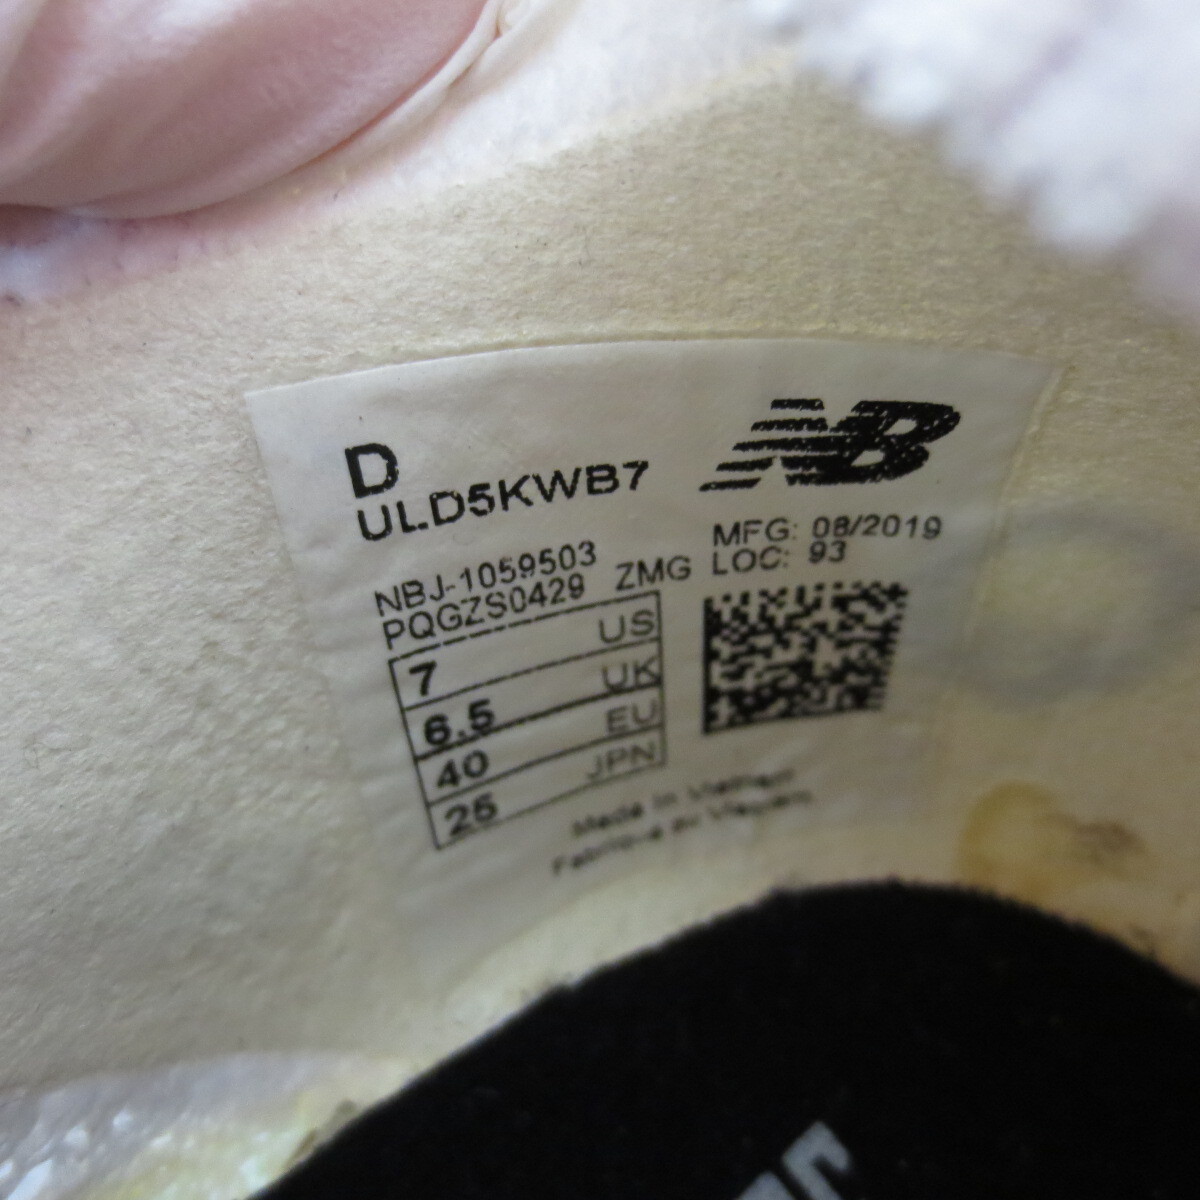 D
NB
ULD5KWB7
MFG: 08/2019
NBJ-1059503
LOC: 93
PQGZS0429 ZMG
7 US
6.5 UK
40 EU
25 JPN
Made in Vietnam
Fabriqué au Vietnam